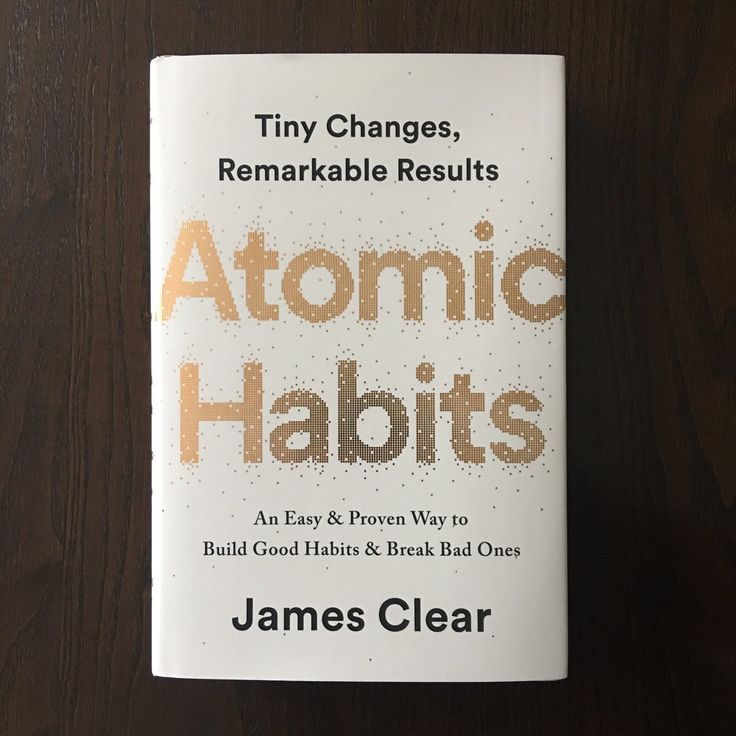 Tiny Changes,
Remarkable Results
Atomic
Habits
An Easy & Proven Way to
Build Good Habits & Break Bad Ones
James Clear